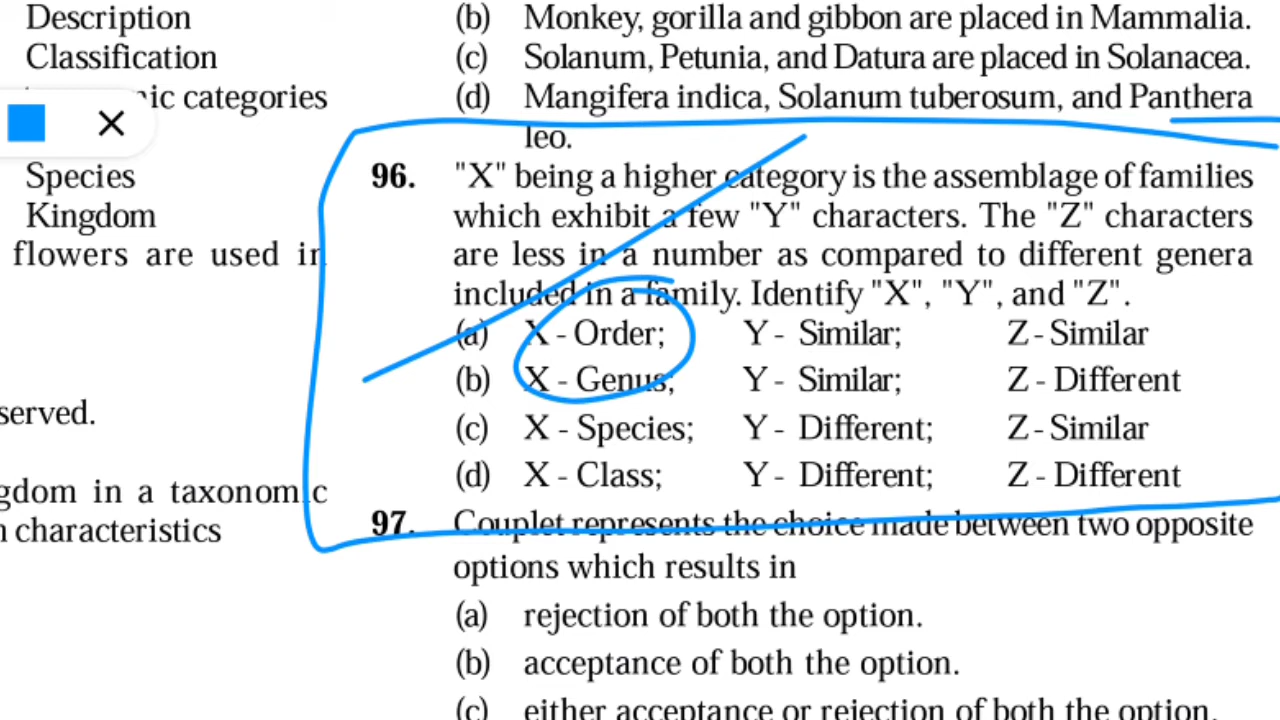 Description
Classification
ic categories
Species
Kingdom
flowers are used in
served.
gdom in a taxonomic
characteristics
(b) Monkey, gorilla and gibbon are placed in Mammalia.
(c) Solanum, Petunia, and Datura are placed in Solanacea.
(d) Mangifera indica, Solanum tuberosum, and Panthera
leo.
96. "X" being a higher category is the assemblage of families
which exhibit a few "Y" characters. The "Z" characters
are less in a number as compared to different genera
included in a family. Identify "X", "Y", and "Z".
(a) X - Order; Y - Similar; Z - Similar
(b) X - Genus; Y - Similar; Z - Different
(c) X - Species; Y - Different; Z - Similar
(d) X - Class; Y - Different; Z - Different
97. Couplet represents the choice made between two opposite
options which results in
(a) rejection of both the option.
(b) acceptance of both the option.
(c) either acceptance or rejection of both the option.